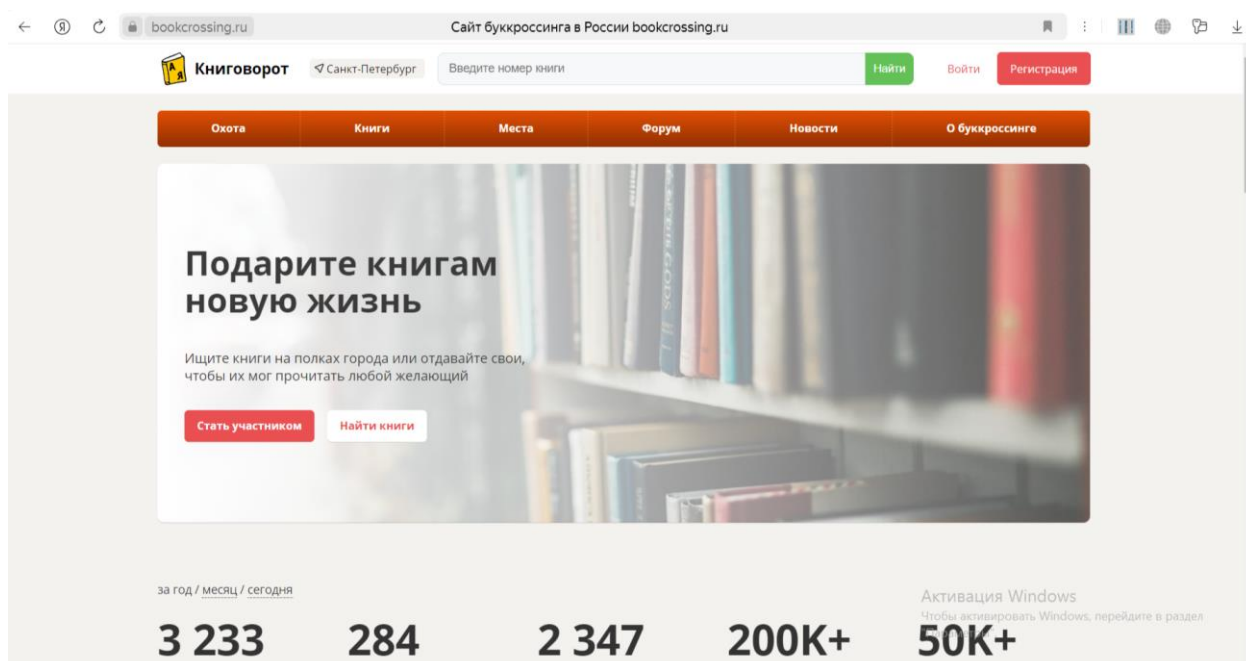 bookcrossing.ru
Сайт буккроссинга в России bookcrossing.ru
Книговорот
Санкт-Петербург
Введите номер книги
Найти
Войти
Регистрация
Охота
Книги
Места
Форум
Новости
О буккроссинге
Подарите книгам
новую жизнь
Ищите книги на полках города или отдавайте свои,
чтобы их мог прочитать любой желающий
Стать участником
Найти книги
за год / месяц / сегодня
Активация Windows
Чтобы активировать Windows, перейдите в раздел
3 233
284
2 347
200K+
50K+